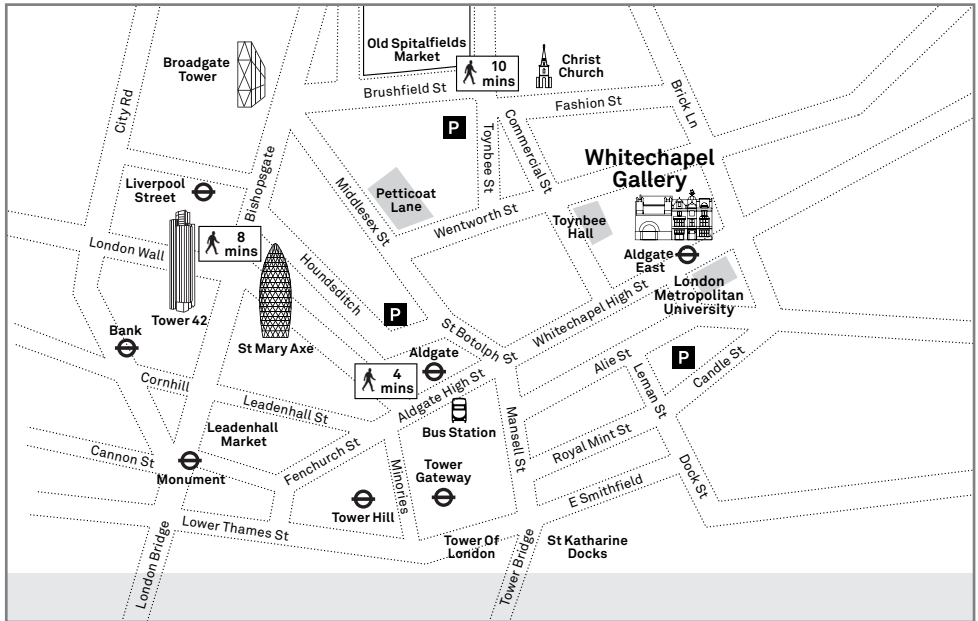 Old Spitalfields
Market
10
mins
Christ
Church
Broadgate
Tower
Brushfield St
Fashion St
Brick Ln
City Rd
P
Toynbee St
Commercial St
Whitechapel
Gallery
Bishopsgate
Middlesex St
Liverpool
Street
Petticoat
Lane
Wentworth St
Toynbee
Hall
London Wall
8
mins
Houndsditch
Aldgate
East
London
Metropolitan
University
Tower 42
St Mary Axe
P
Whitechapel High St
St Botolph St
Bank
Aldgate
4
mins
Alie St
P
Candle St
Leman St
Cornhill
Aldgate High St
Leadenhall St
Bus Station
Mansell St
Leadenhall
Market
Royal Mint St
Cannon St
Monument
Fenchurch St
Minories
Tower
Gateway
E Smithfield
Dock St
Tower Hill
Lower Thames St
Tower Of
London
St Katharine
Docks
London Bridge
Tower Bridge